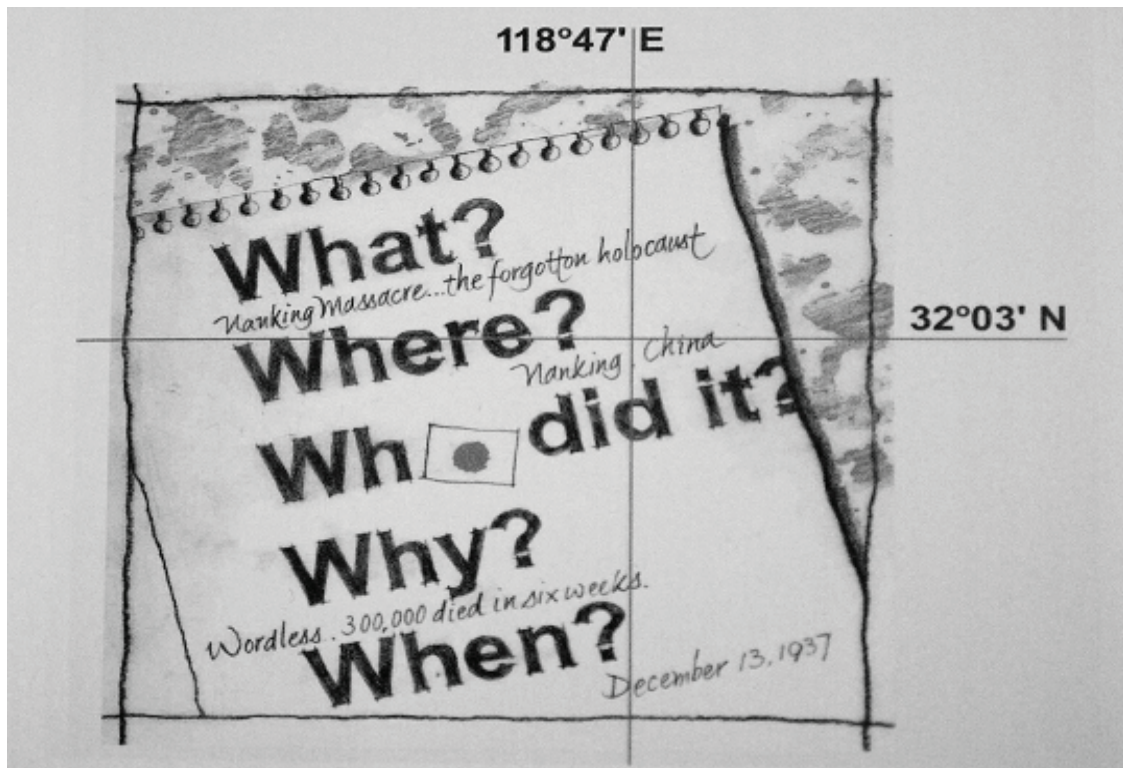 118°47' E
What?
Nanking Massacre...the forgotten holocaust
Where?
32°03' N
Nanking, China
Wh did it?
Why?
Wordless..300,000 died in six weeks.
When?
December 13, 1937